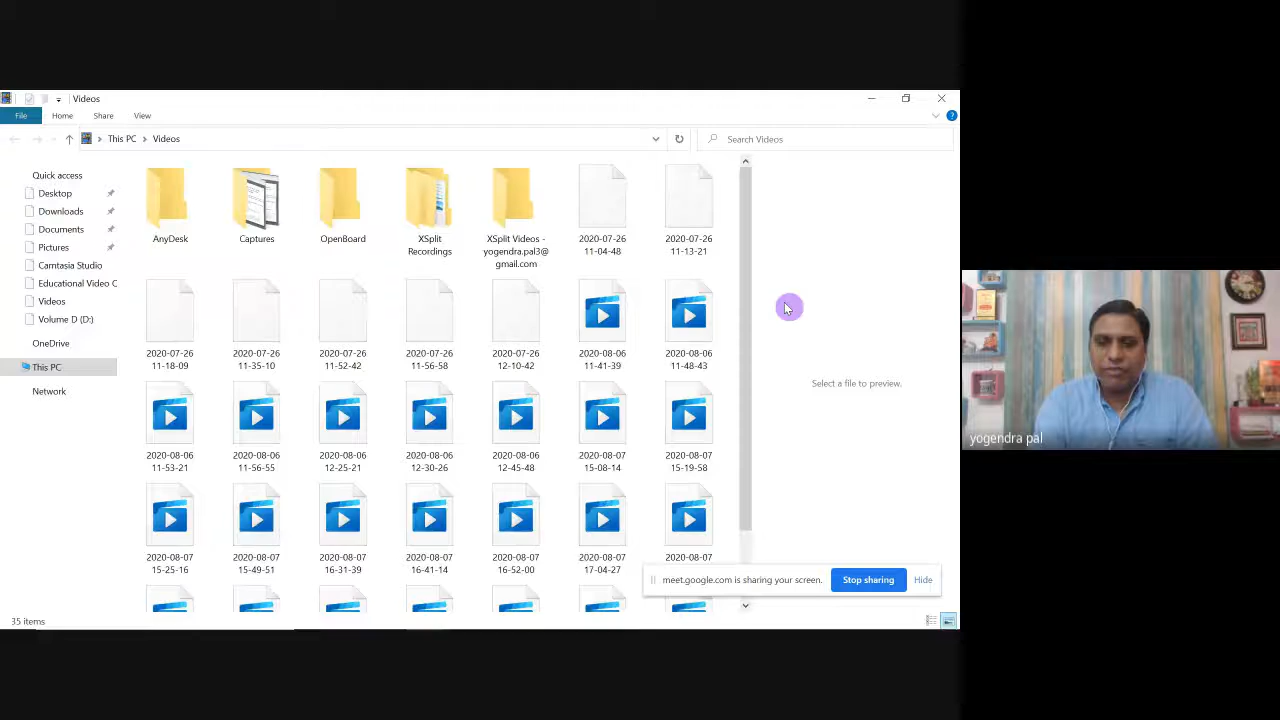 Videos
File Home Share View
This PC Videos
Search Videos
Quick access
Desktop
Downloads
Documents
Pictures
Camtasia Studio
Educational Video C
Videos
Volume D (D:)
OneDrive
This PC
Network
AnyDesk
Captures
OpenBoard
XSplit
Recordings
XSplit Videos -
yogendra.pal3@
gmail.com
2020-07-26
11-04-48
2020-07-26
11-13-21
2020-07-26
11-18-09
2020-07-26
11-35-10
2020-07-26
11-52-42
2020-07-26
11-56-58
2020-07-26
12-10-42
2020-08-06
11-41-39
2020-08-06
11-48-43
2020-08-06
11-53-21
2020-08-06
11-56-55
2020-08-06
12-25-21
2020-08-06
12-30-26
2020-08-06
12-45-48
2020-08-07
15-08-14
2020-08-07
15-19-58
2020-08-07
15-25-16
2020-08-07
15-49-51
2020-08-07
16-31-39
2020-08-07
16-41-14
2020-08-07
16-52-00
2020-08-07
17-04-27
2020-08-07
Select a file to preview.
meet.google.com is sharing your screen. Stop sharing Hide
35 items
yogendra pal